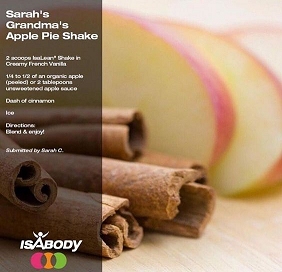 Sarah's
Grandma's
Apple Pie Shake
2 scoops IsaLean® Shake in
Creamy French Vanilla
1/4 to 1/2 of an organic apple
(peeled) or 2 tablespoons
unsweetened apple sauce
Dash of cinnamon
Ice
Directions:
Blend & enjoy!
Submitted by Sarah C.
ISABODY